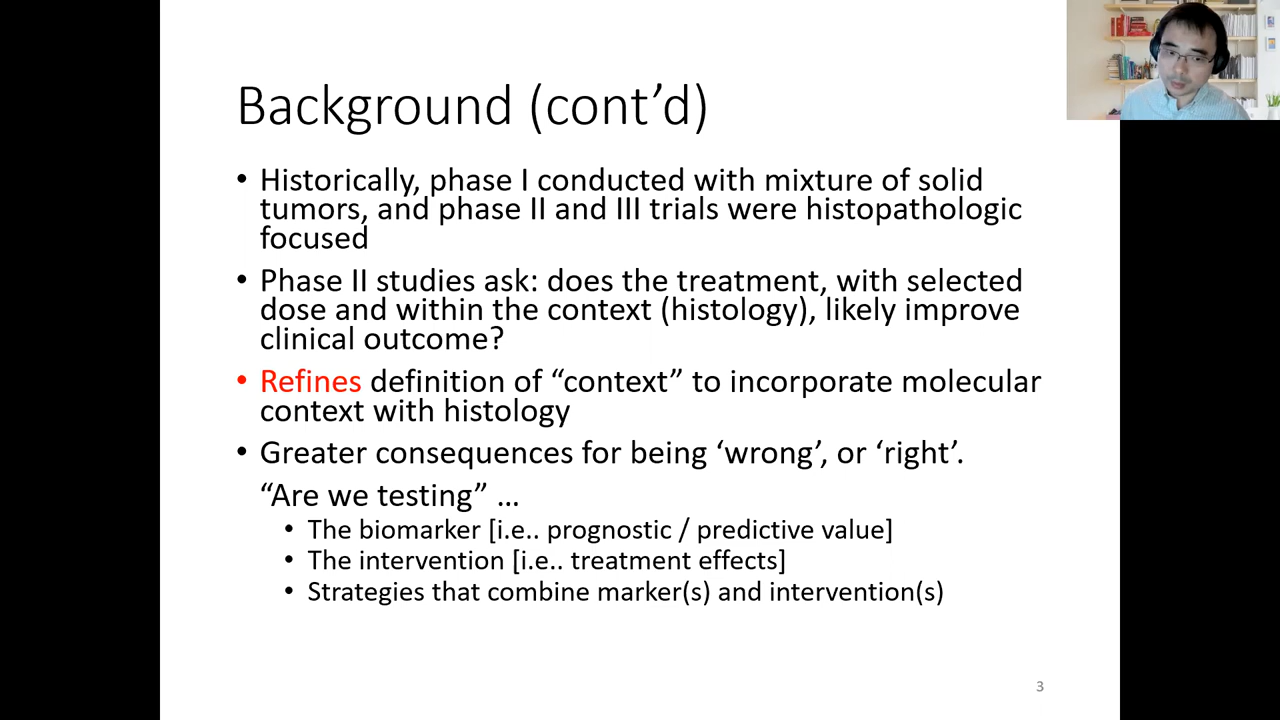 Background (cont’d)
• Historically, phase I conducted with mixture of solid
tumors, and phase II and III trials were histopathologic
focused
• Phase II studies ask: does the treatment, with selected
dose and within the context (histology), likely improve
clinical outcome?
• Refines definition of “context” to incorporate molecular
context with histology
• Greater consequences for being ‘wrong’, or ‘right’.
“Are we testing” …
• The biomarker [i.e.. prognostic / predictive value]
• The intervention [i.e.. treatment effects]
• Strategies that combine marker(s) and intervention(s)
3